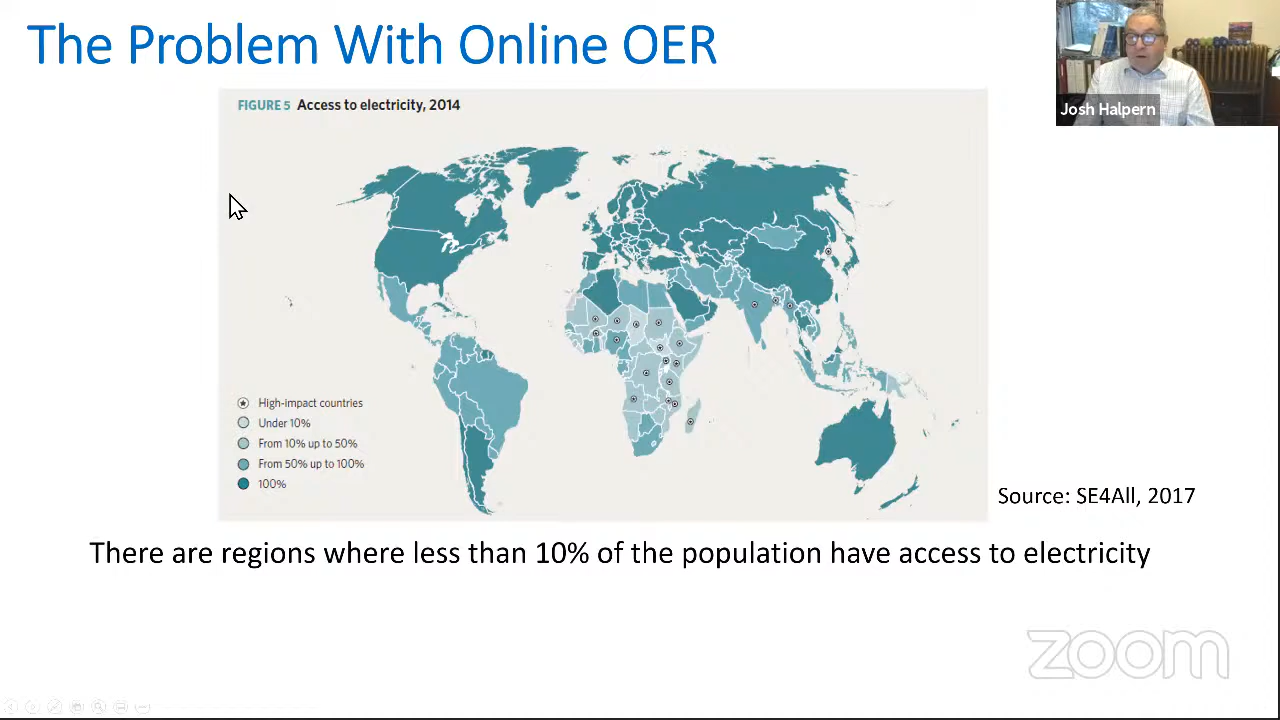 The Problem With Online OER
Josh Halpern
FIGURE 5 Access to electricity, 2014
High-impact countries
Under 10%
From 10% up to 50%
From 50% up to 100%
100%
Source: SE4All, 2017
There are regions where less than 10% of the population have access to electricity
zoom